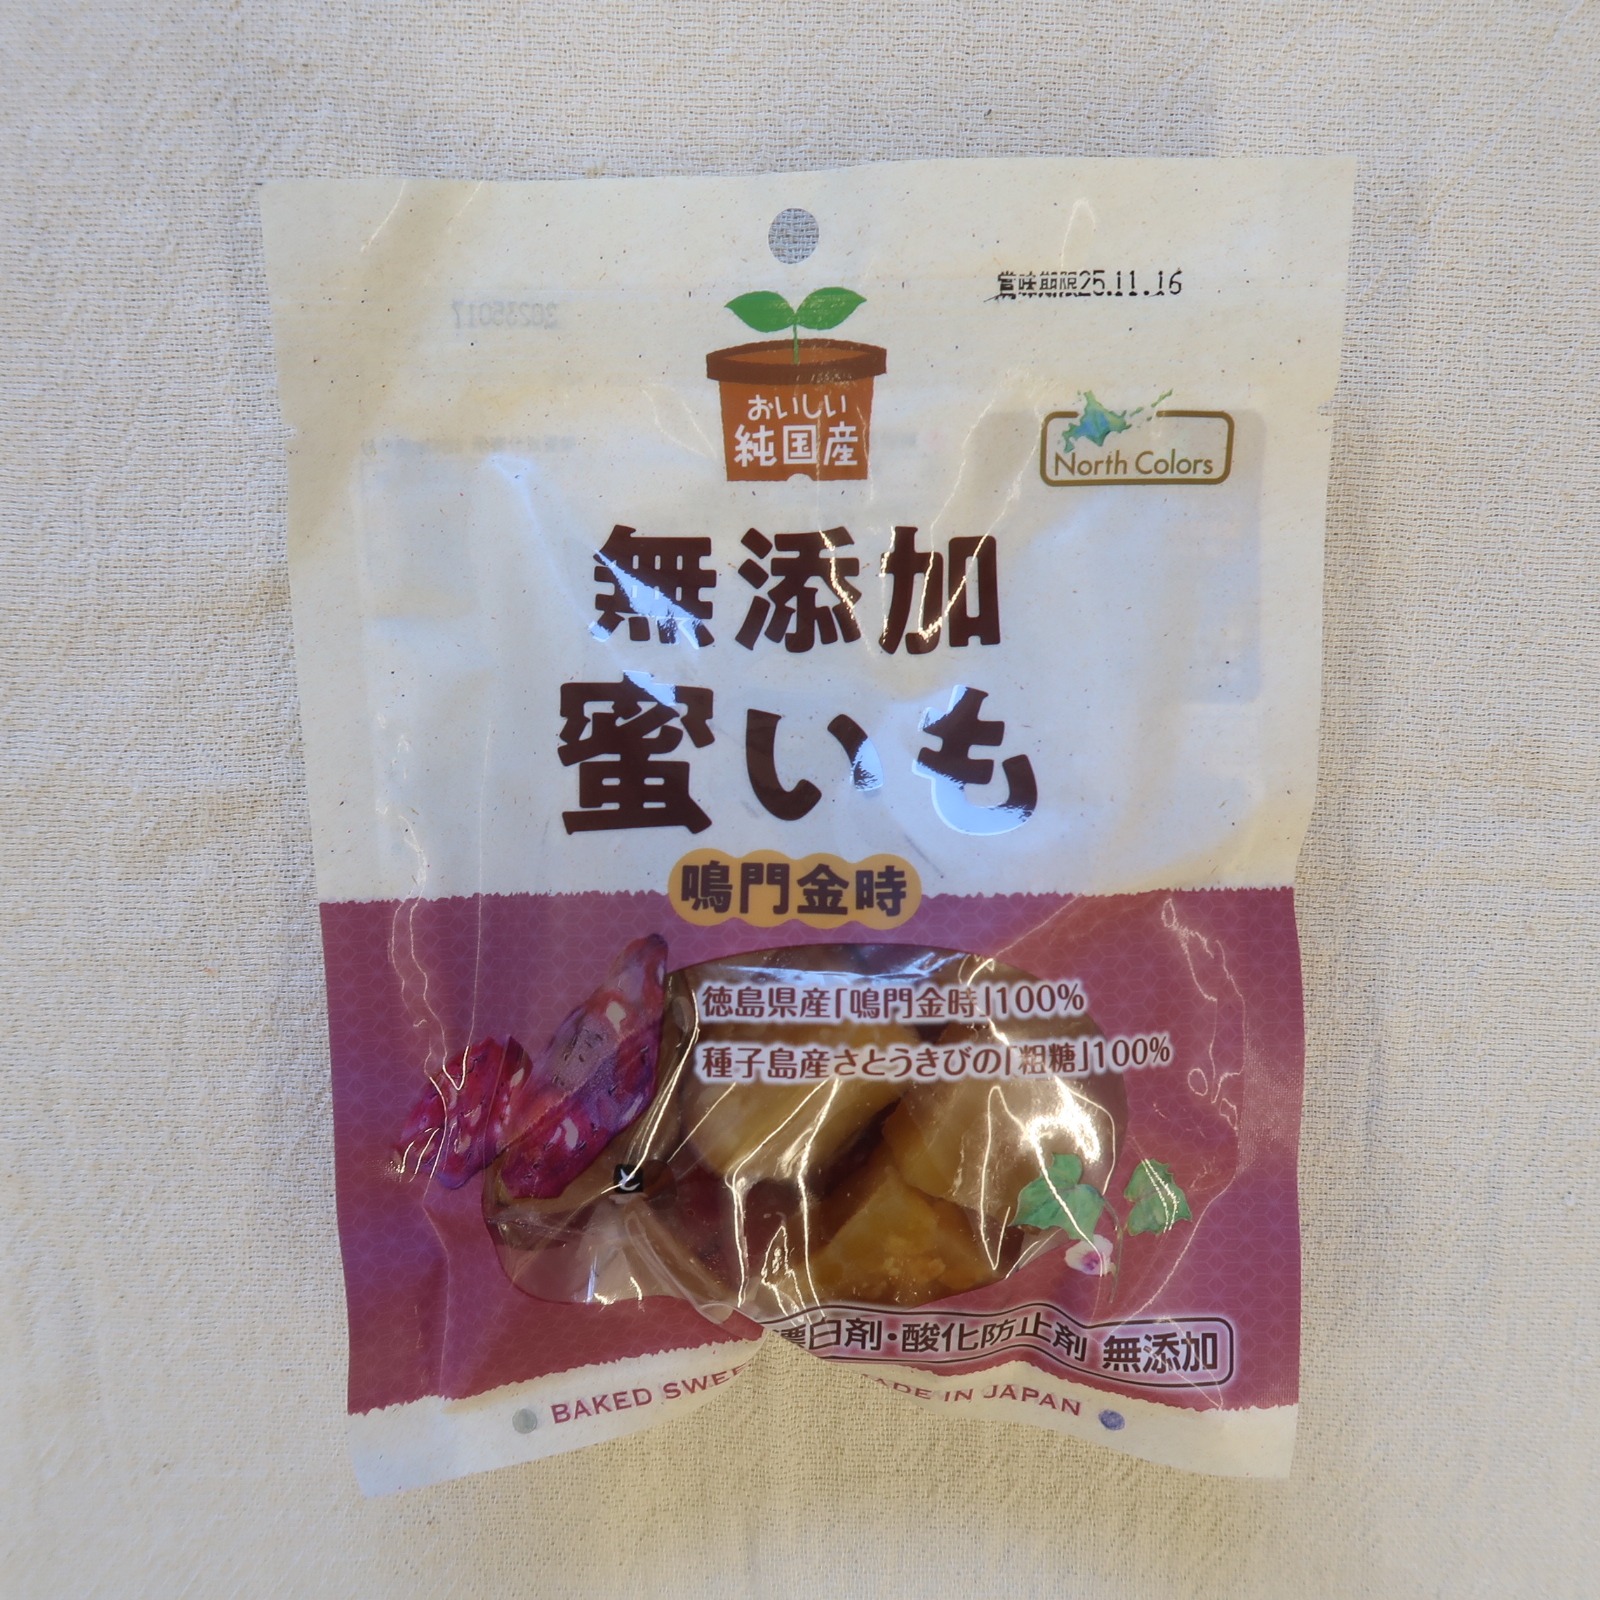 賞味期限25.11.16
おいしい
純国産
North Colors
無添加
蜜いも
鳴門金時
徳島県産「鳴門金時」100%
種子島産さとうきびの「粗糖」100%
漂白剤・酸化防止剤 無添加
BAKED SWEE
ADE IN JAPAN